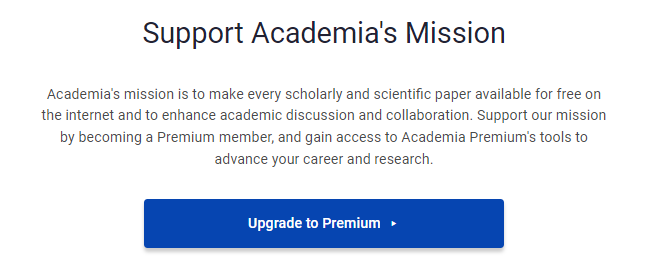 Support Academia's Mission
Academia's mission is to make every scholarly and scientific paper available for free on
the internet and to enhance academic discussion and collaboration. Support our mission
by becoming a Premium member, and gain access to Academia Premium's tools to
advance your career and research.
Upgrade to Premium ▸